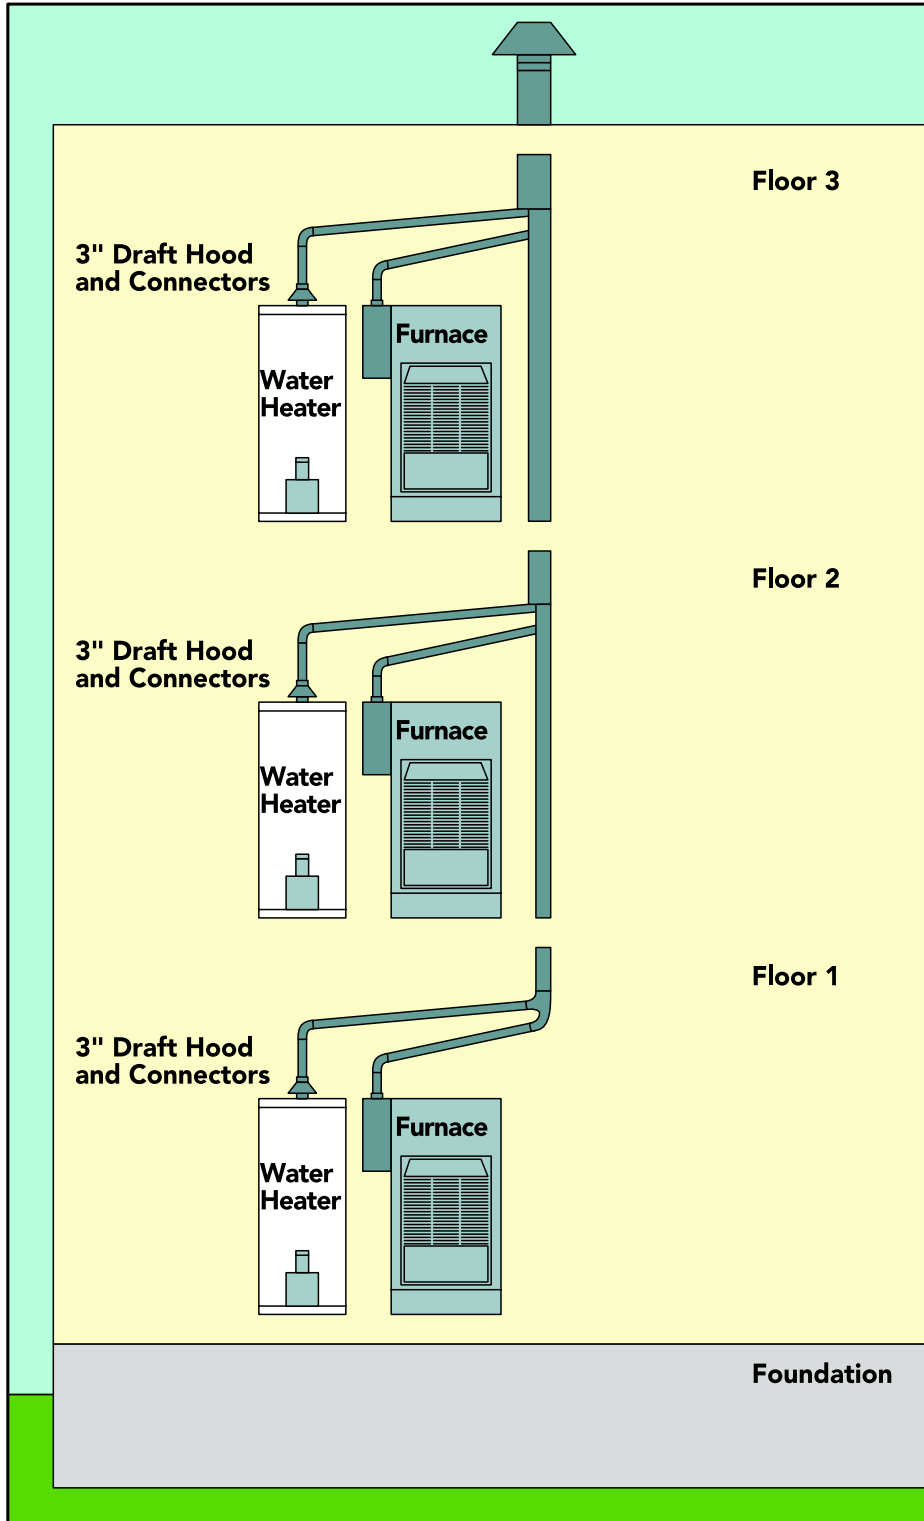 Floor 3
3" Draft Hood
and Connectors
Furnace
Water
Heater
Floor 2
3" Draft Hood
and Connectors
Furnace
Water
Heater
Floor 1
3" Draft Hood
and Connectors
Furnace
Water
Heater
Foundation